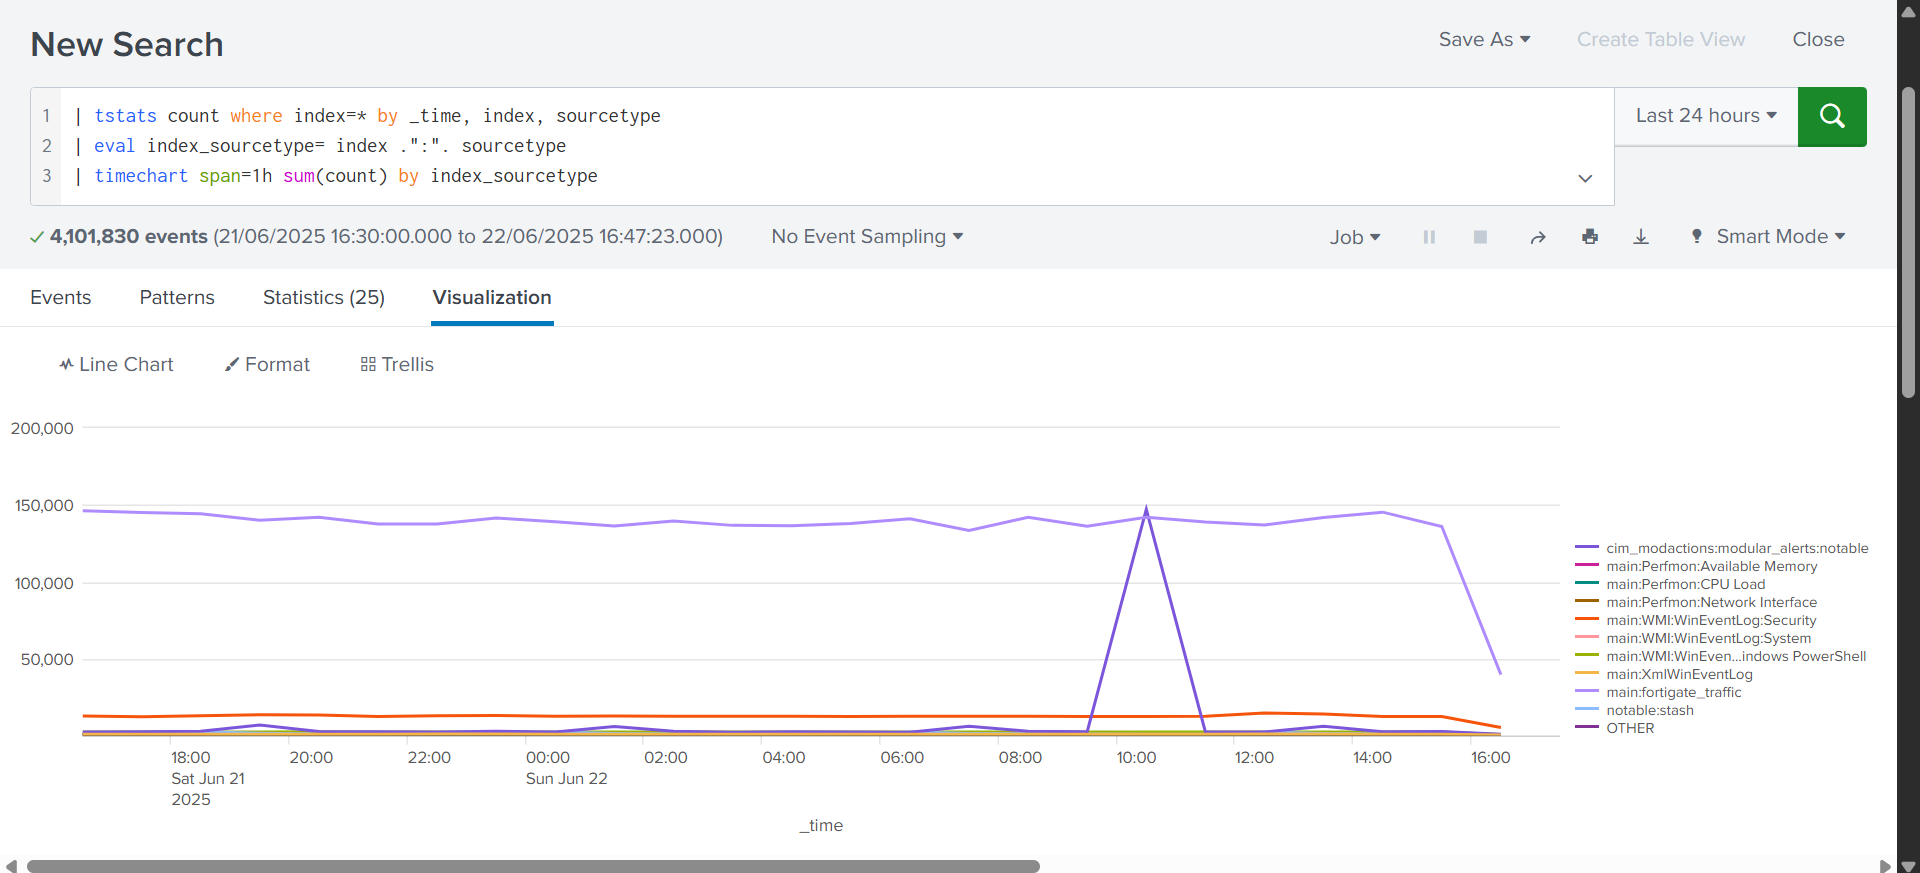 New Search
Save As
Create Table View
Close
1 | tstats count where index=* by _time, index, sourcetype
2 | eval index_sourcetype= index .":". sourcetype
3 | timechart span=1h sum(count) by index_sourcetype
Last 24 hours
4,101,830 events (21/06/2025 16:30:00.000 to 22/06/2025 16:47:23.000)
No Event Sampling
Job
Smart Mode
Events
Patterns
Statistics (25)
Visualization
Line Chart
Format
Trellis
200,000
150,000
100,000
50,000
cim_modactions:modular_alerts:notable
main:Perfmon:Available Memory
main:Perfmon:CPU Load
main:Perfmon:Network Interface
main:WMI:WinEventLog:Security
main:WMI:WinEventLog:System
main:WMI:WinEven...indows PowerShell
main:XmlWinEventLog
main:fortigate_traffic
notable:stash
OTHER
18:00 20:00 22:00 00:00 02:00 04:00 06:00 08:00 10:00 12:00 14:00 16:00
Sat Jun 21 Sun Jun 22
2025
_time